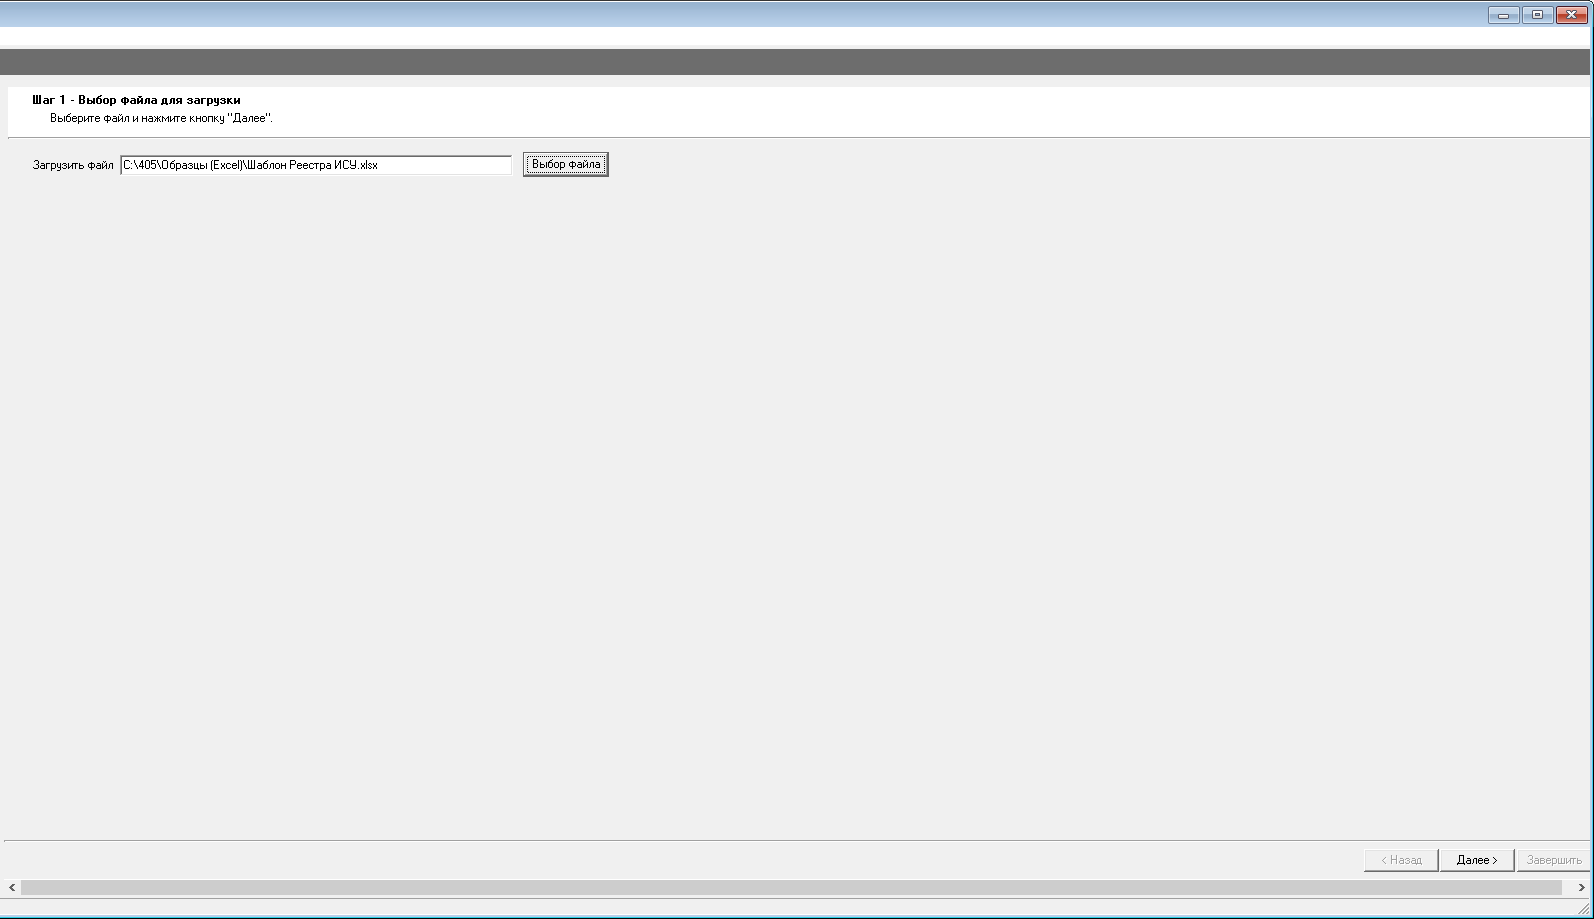 Шаг 1 - Выбор файла для загрузки
Выберите файл и нажмите кнопку "Далее".
Загрузить файл C:\405\Образцы (Excel)\Шаблон Реестра ИСУ.xlsx Выбор файла
< Назад Далее > Завершить